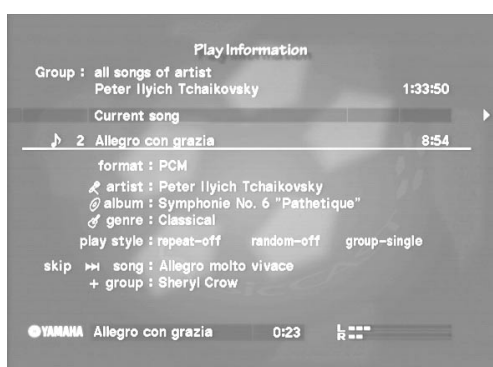 Play Information
Group : all songs of artist
Peter Ilyich Tchaikovsky 1:33:50
Current song
2 Allegro con grazia 8:54
format : PCM
artist : Peter Ilyich Tchaikovsky
album : Symphonie No. 6 "Pathetique"
genre : Classical
play style : repeat-off random-off group-single
skip song : Allegro molto vivace
+ group : Sheryl Crow
YAMAHA Allegro con grazia 0:23 L
R